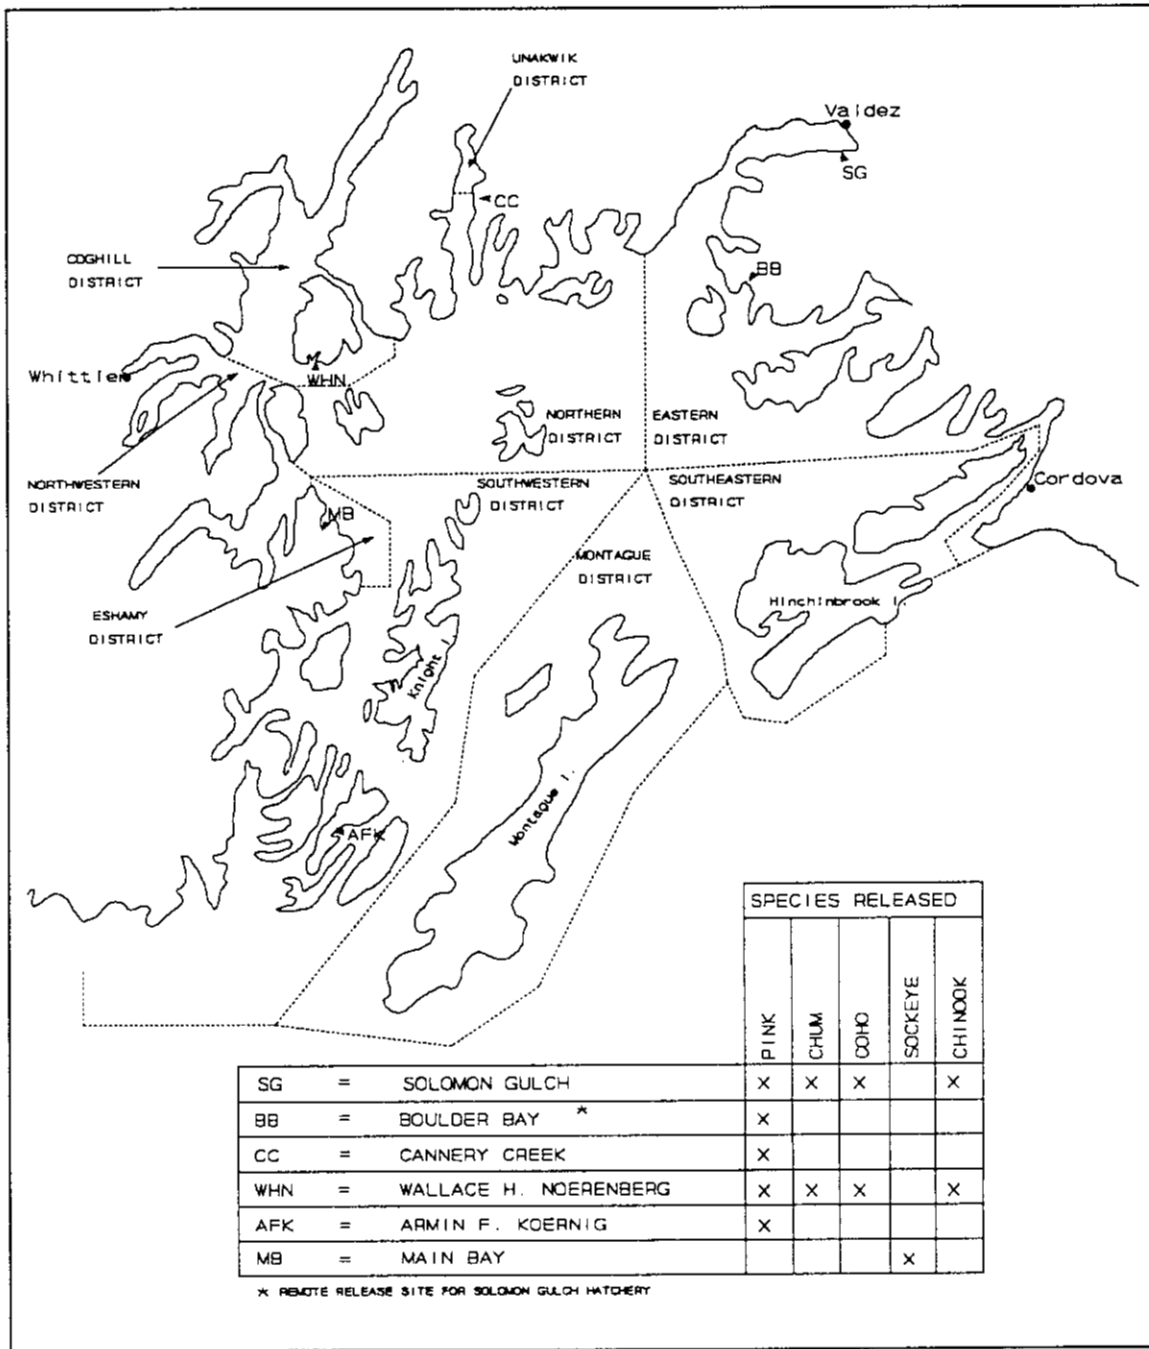 UNAKWIK
DISTRICT
Valdez
SG
CC
COGHILL
DISTRICT
BB
Whittier
WHN
NORTHERN
DISTRICT
EASTERN
DISTRICT
NORTHWESTERN
DISTRICT
SOUTHWESTERN
DISTRICT
SOUTHEASTERN
DISTRICT
Cordova
MB
MONTAGUE
DISTRICT
ESHAMY
DISTRICT
Hinchinbrook I.
Knight I.
Montague I.
AFK
SPECIES RELEASED
PINK CHUM COHO SOCKEYE CHINOOK
SG = SOLOMON GULCH X X X X
BB = BOULDER BAY * X
CC = CANNERY CREEK X
WHN = WALLACE H. NOERENBERG X X X X
AFK = ARMIN F. KOERNIG X
MB = MAIN BAY X
* REMOTE RELEASE SITE FOR SOLOMON GULCH HATCHERY